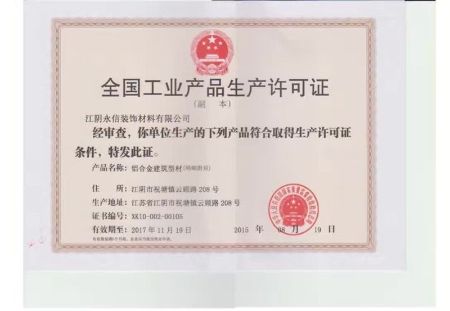 全国工业产品生产许可证
(副 本)
江阴永信装饰材料有限公司
经审查，你单位生产的下列产品符合取得生产许可证
条件，特发此证。
产品名称：铝合金建筑型材
住 所：江阴市祝塘镇云顾路208号
生产地址：江苏省江阴市祝塘镇云顾路208号
证书编号：XK10-002-00105
有效期至：2017年11月19日
2015 年 08 月 19 日